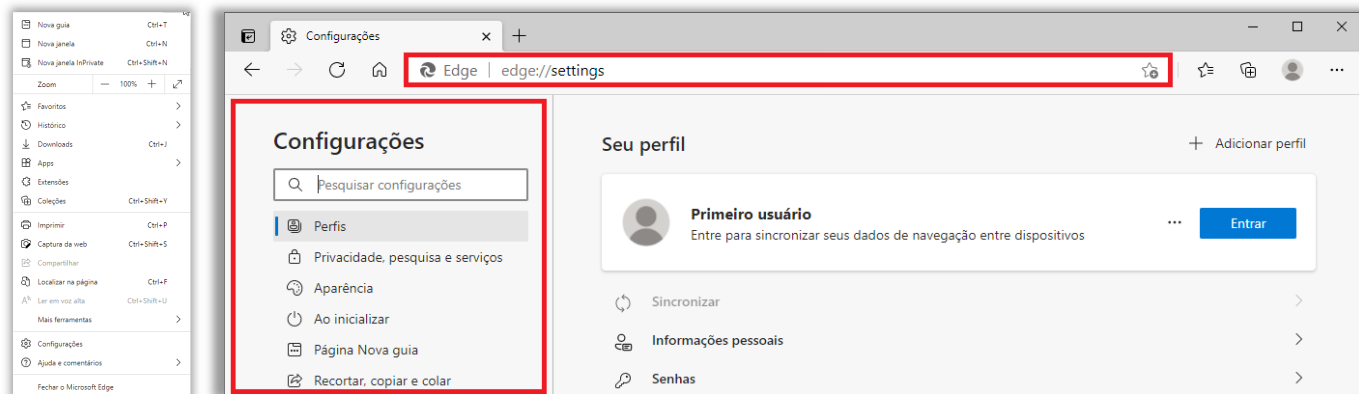 Nova guia Ctrl+T
Nova janela Ctrl+N
Nova janela InPrivate Ctrl+Shift+N
Zoom — 100% +
Favoritos
Histórico
Downloads Ctrl+J
Apps
Extensões
Coleções Ctrl+Shift+Y
Imprimir Ctrl+P
Captura da web Ctrl+Shift+S
Compartilhar
Localizar na página Ctrl+F
Ler em voz alta Ctrl+Shift+U
Mais ferramentas
Configurações
Ajuda e comentários
Fechar o Microsoft Edge
Configurações
Edge | edge://settings
Configurações
Pesquisar configurações
Perfis
Privacidade, pesquisa e serviços
Aparência
Ao inicializar
Página Nova guia
Recortar, copiar e colar
Seu perfil
Adicionar perfil
Primeiro usuário
Entre para sincronizar seus dados de navegação entre dispositivos
Entrar
Sincronizar
Informações pessoais
Senhas